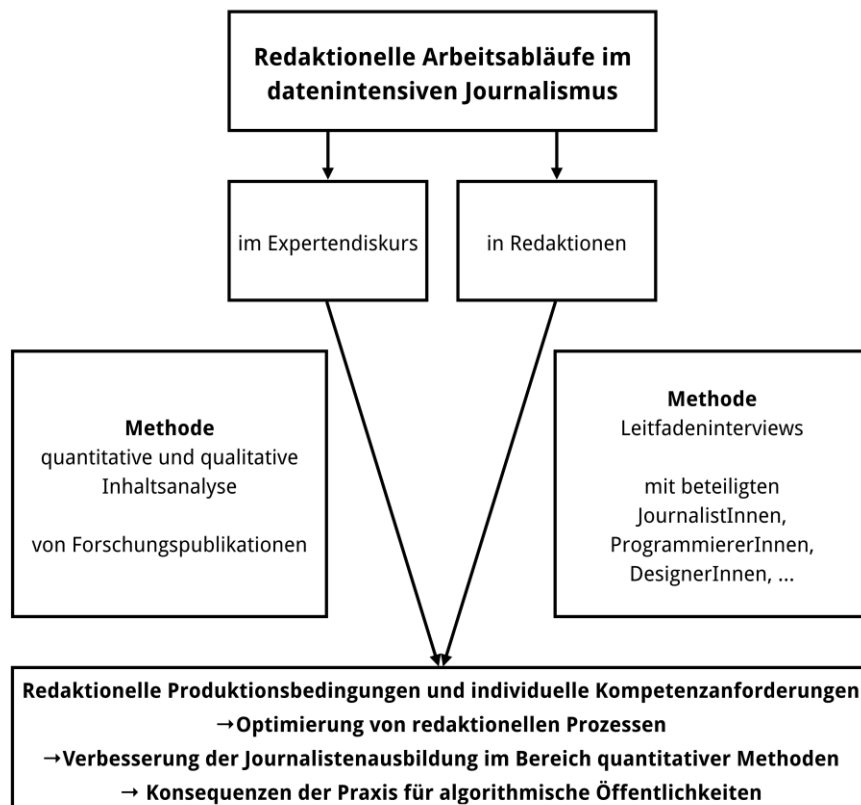 Redaktionelle Arbeitsabläufe im
datenintensiven Journalismus
im Expertendiskurs
in Redaktionen
Methode
quantitative und qualitative
Inhaltsanalyse
von Forschungspublikationen
Methode
Leitfadeninterviews
mit beteiligten
JournalistInnen,
ProgrammiererInnen,
DesignerInnen, ...
Redaktionelle Produktionsbedingungen und individuelle Kompetenzanforderungen
→Optimierung von redaktionellen Prozessen
→Verbesserung der Journalistenausbildung im Bereich quantitativer Methoden
→ Konsequenzen der Praxis für algorithmische Öffentlichkeiten